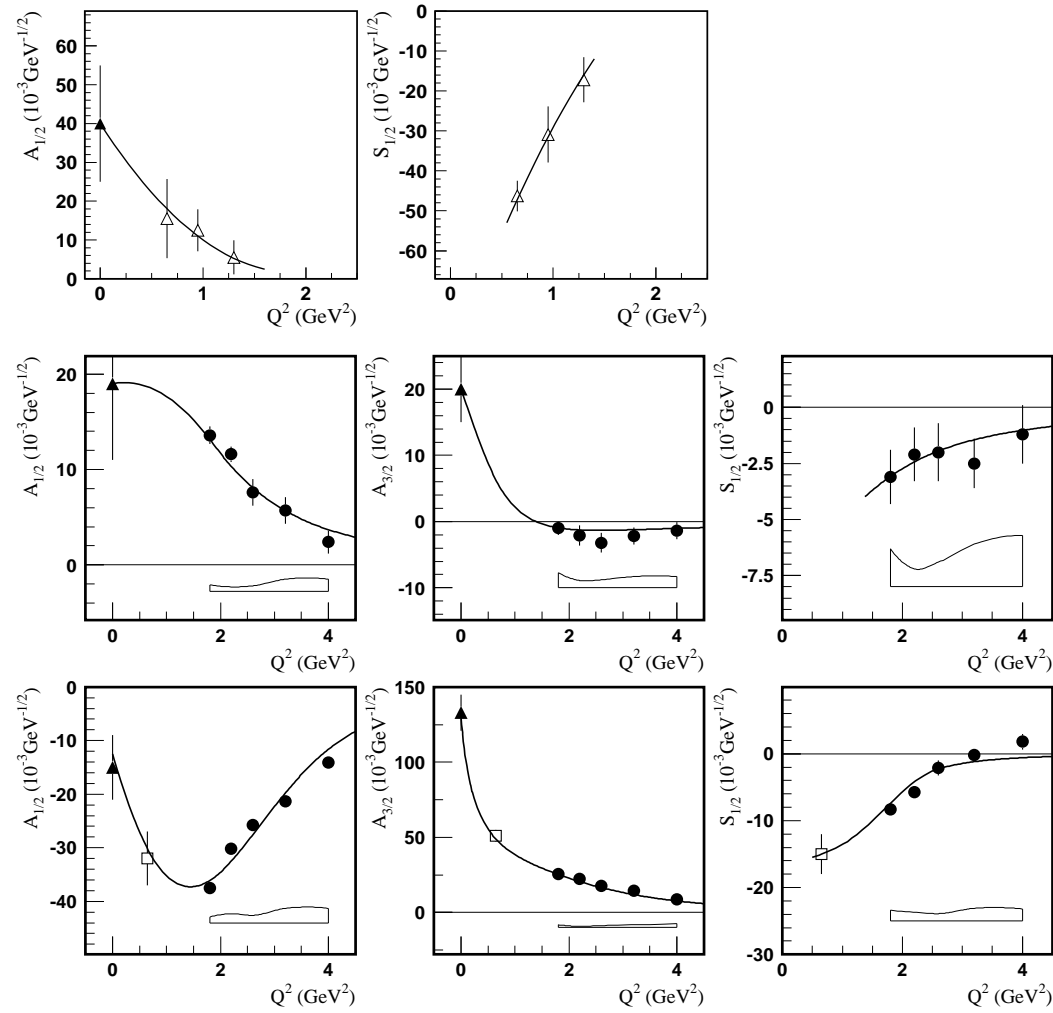 A1/2 (10-3GeV-1/2)
60
50
40
30
20
10
0
0 1 2
Q2 (GeV2)
S1/2 (10-3GeV-1/2)
0
-10
-20
-30
-40
-50
-60
0 1 2
Q2 (GeV2)
A1/2 (10-3GeV-1/2)
20
10
0
0 2 4
Q2 (GeV2)
A3/2 (10-3GeV-1/2)
20
10
0
-10
0 2 4
Q2 (GeV2)
S1/2 (10-3GeV-1/2)
0
-2.5
-5
-7.5
0 2 4
Q2 (GeV2)
A1/2 (10-3GeV-1/2)
0
-10
-20
-30
-40
0 2 4
Q2 (GeV2)
A3/2 (10-3GeV-1/2)
150
100
50
0
0 2 4
Q2 (GeV2)
S1/2 (10-3GeV-1/2)
0
-10
-20
-30
0 2 4
Q2 (GeV2)